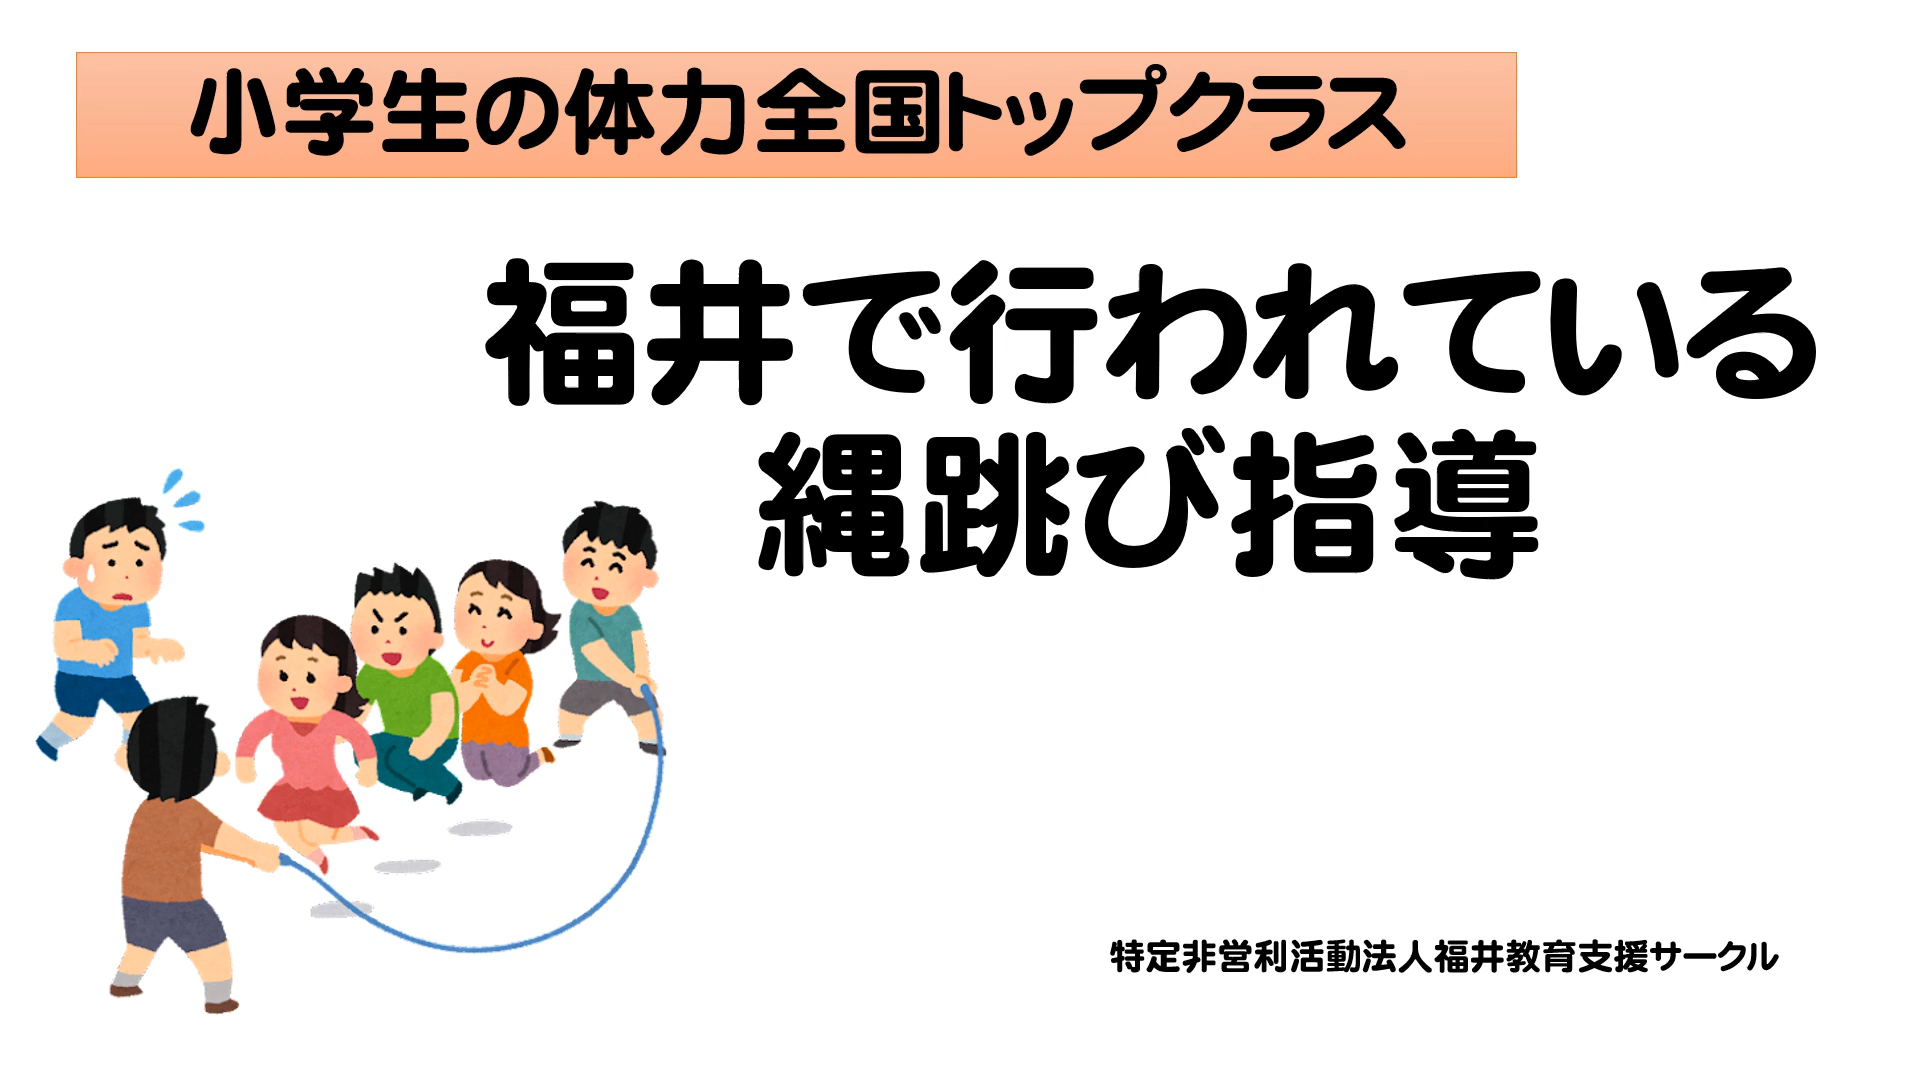 小学生の体力全国トップクラス
福井で行われている
縄跳び指導
特定非営利活動法人福井教育支援サークル